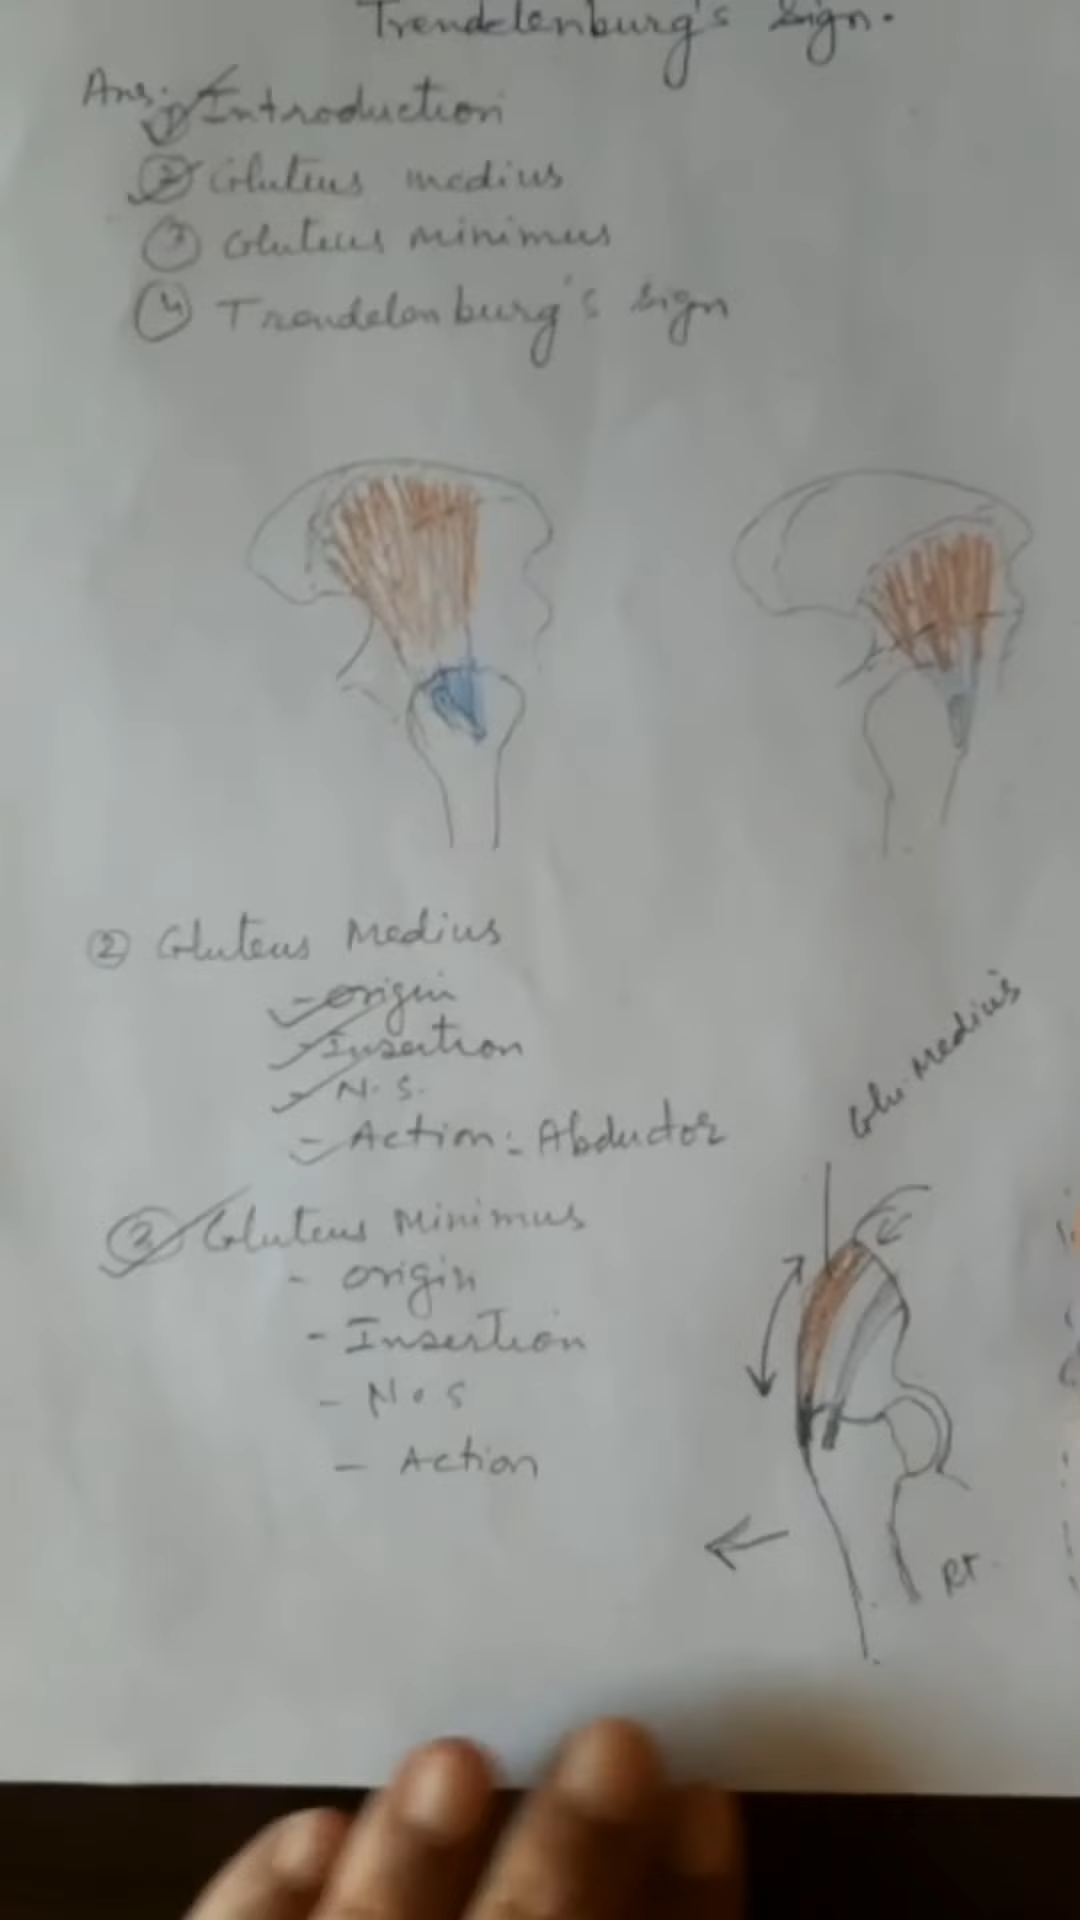 Trendelenburg's sign.
Ans:
① Introduction
② Gluteus medius
③ Gluteus minimus
④ Trendelenburg's sign
② Gluteus Medius
- origin
- Insertion
- N.S.
- Action: Abductor
Glu. Medius
③ Gluteus Minimus
- origin
- Insertion
- N.S
- Action
RT.